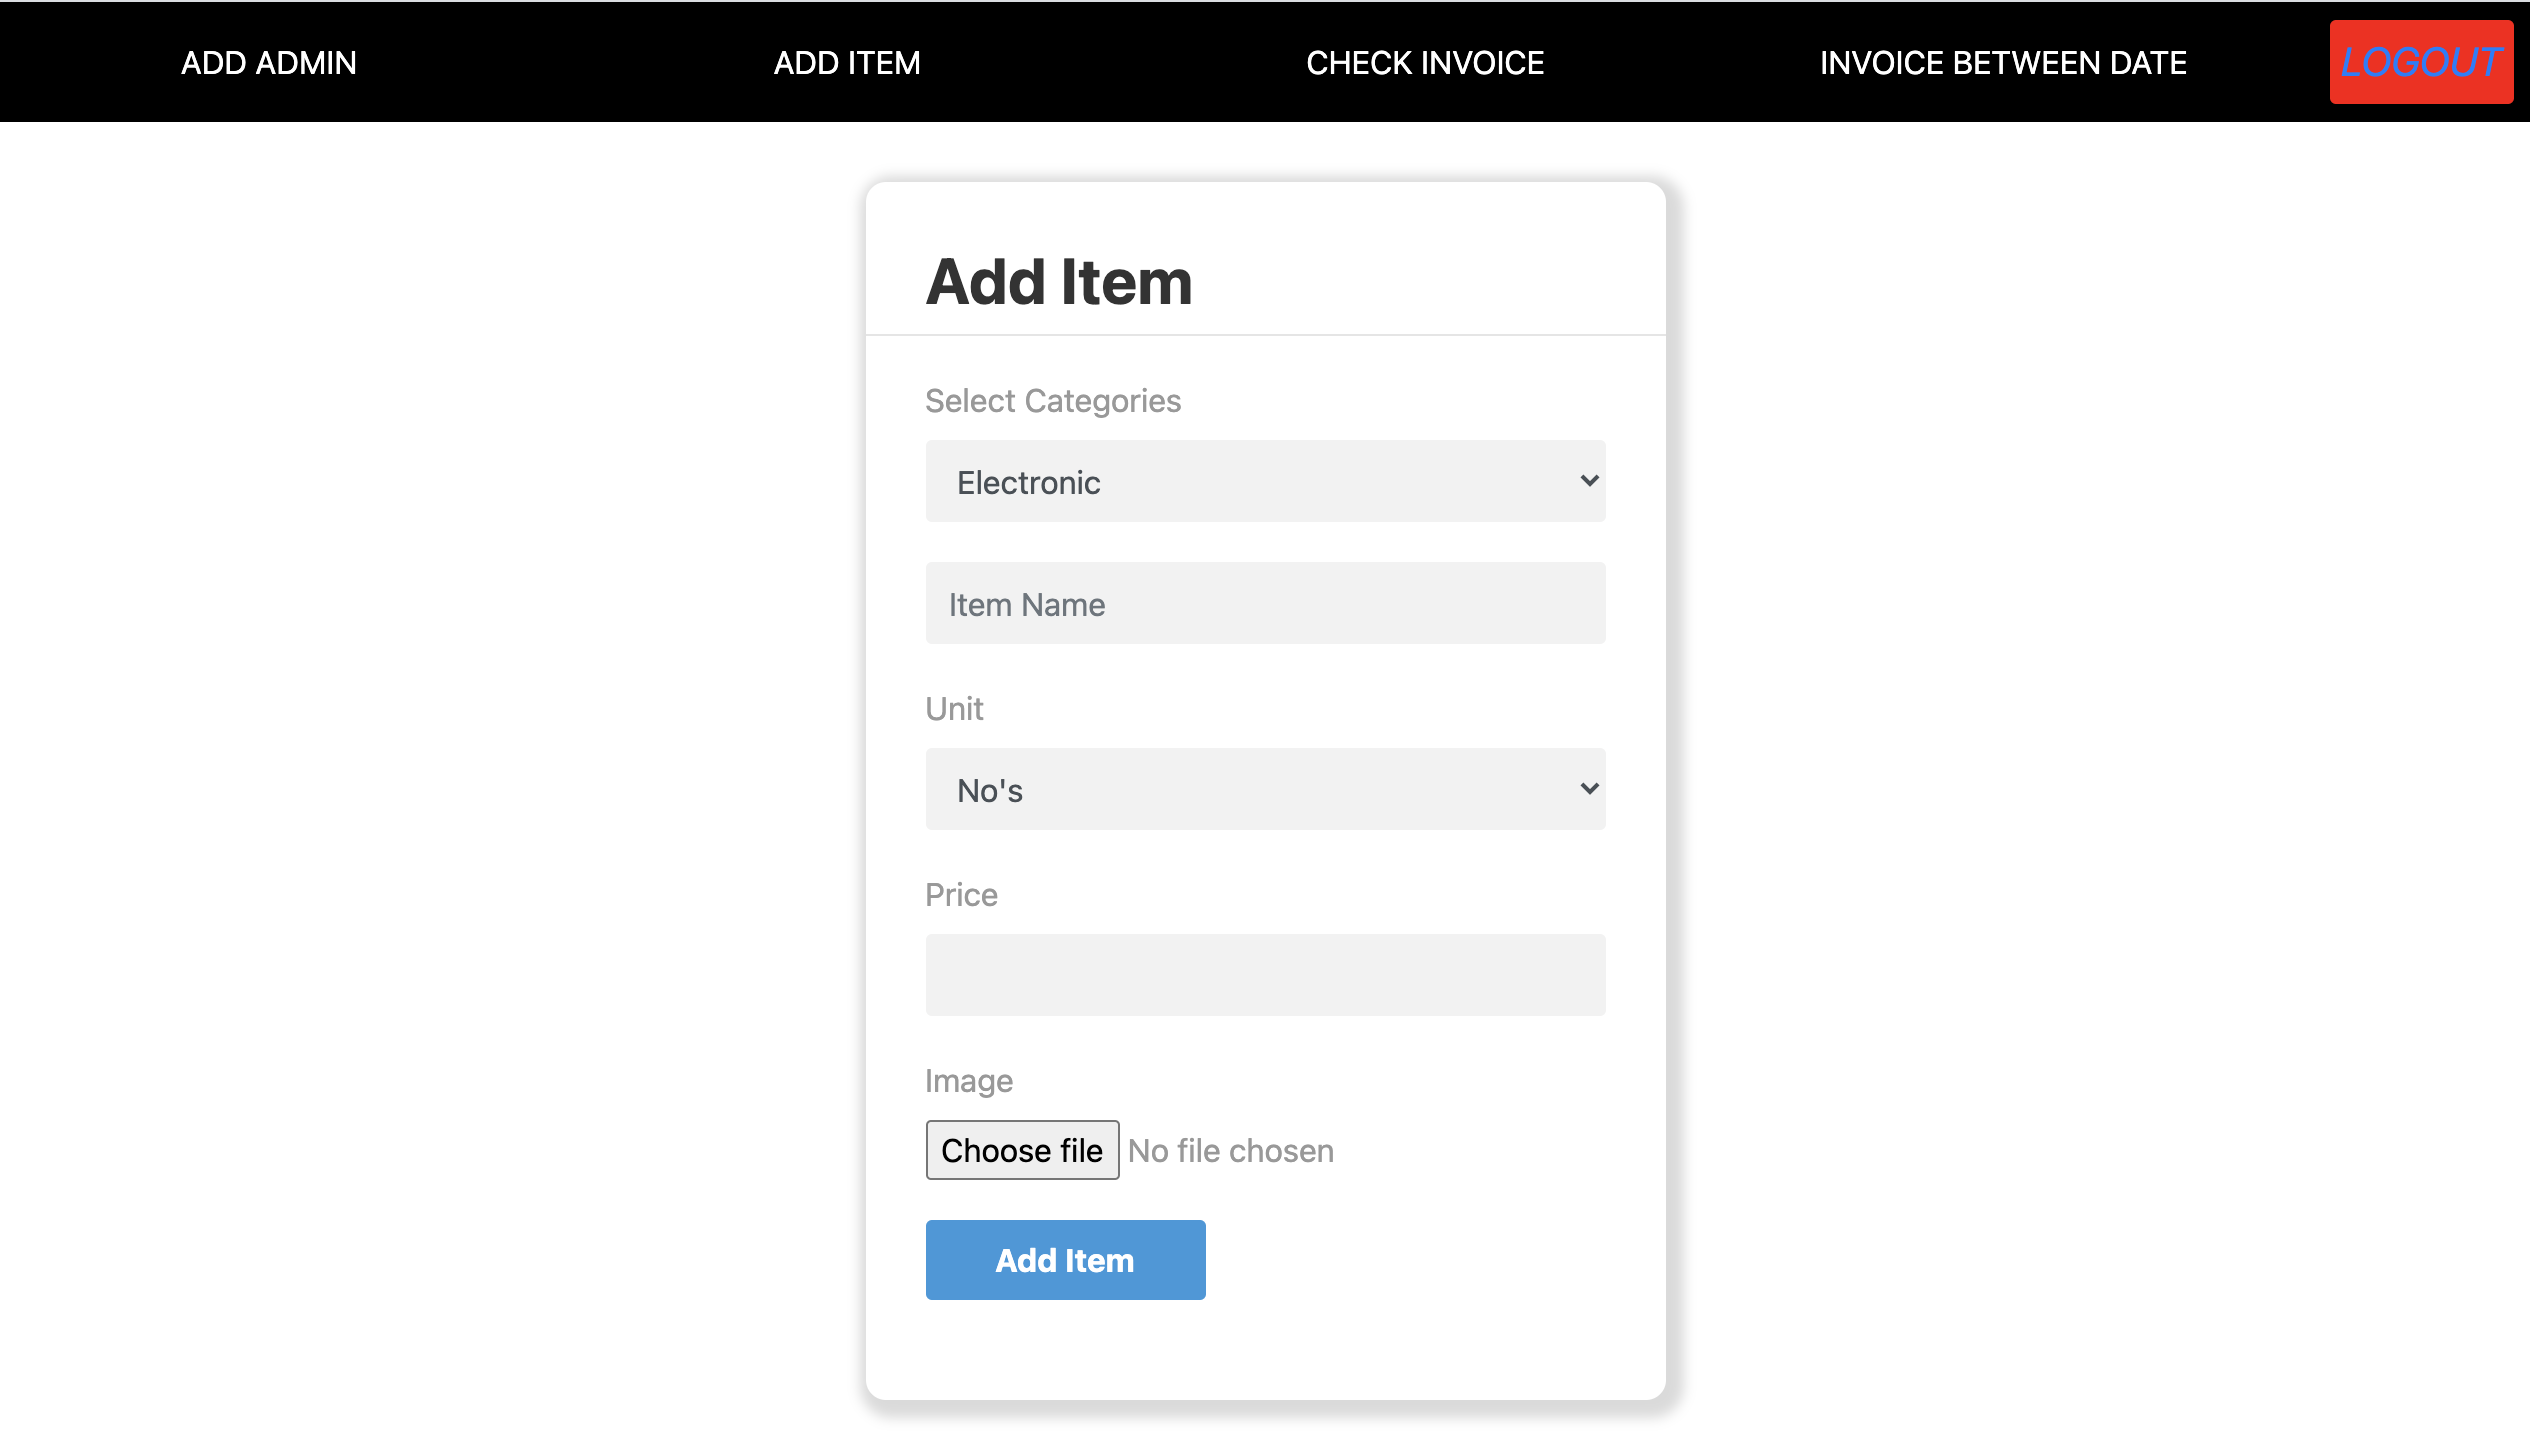 ADD ADMIN ADD ITEM CHECK INVOICE INVOICE BETWEEN DATE LOGOUT
Add Item
Select Categories
Electronic
Item Name
Unit
No's
Price
Image
Choose file No file chosen
Add Item